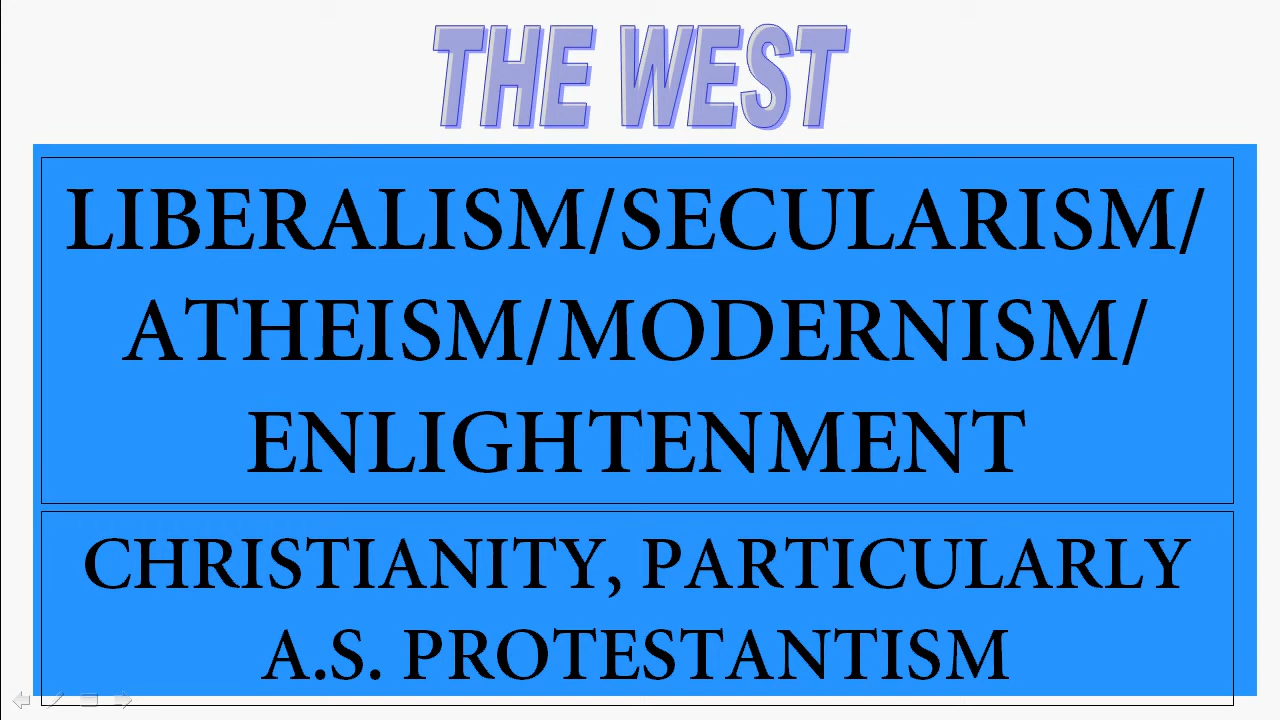 THE WEST
LIBERALISM/SECULARISM/
ATHEISM/MODERNISM/
ENLIGHTENMENT
CHRISTIANITY, PARTICULARLY
A.S. PROTESTANTISM